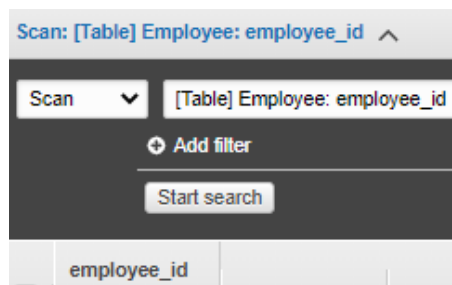 Scan: [Table] Employee: employee_id
Scan [Table] Employee: employee_id
Add filter
Start search
employee_id